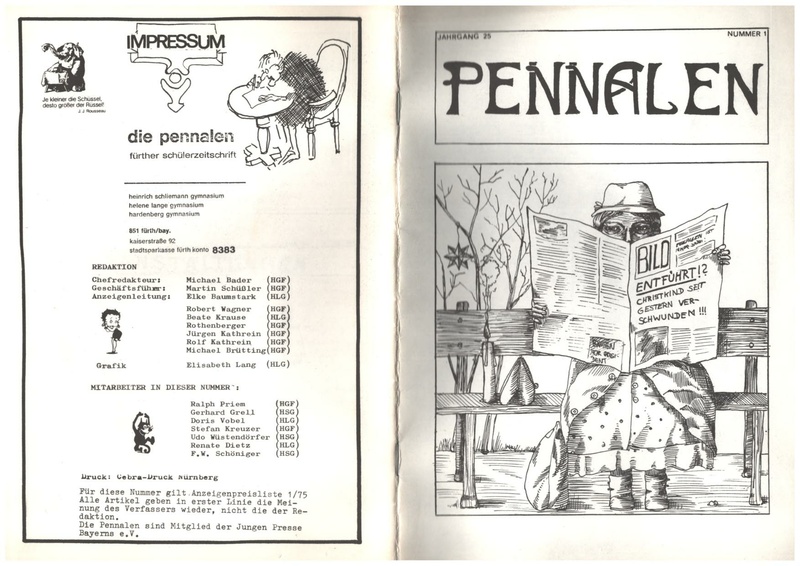 IMPRESSUM
Je kleiner die Schüssel,
desto größer der Rüssel!
J. J. Rousseau
die pennalen
fürther schülerzeitschrift
heinrich schliemann gymnasium
helene lange gymnasium
hardenberg gymnasium
851 fürth/bay.
kaiserstraße 92
stadtsparkasse fürth konto 8383
REDAKTION
Chefredakteur: Michael Bader (HGF)
Geschäftsführer: Martin Schüßler (HGF)
Anzeigenleitung: Elke Baumstark (HLG)
Robert Wagner (HGF)
Beate Krause (HLG)
Rothenberger (HGF)
Jürgen Kathrein (HGF)
Rolf Kathrein (HGF)
Michael Brütting (HGF)
Grafik Elisabeth Lang (HLG)
MITARBEITER IN DIESER NUMMER:
Ralph Priem (HGF)
Gerhard Grell (HSG)
Doris Vobel (HLG)
Stefan Kreuzer (HGF)
Udo Wüstendörfer (HSG)
Renate Dietz (HLG)
F.W. Schöniger (HSG)
Druck: Gebra-Druck Nürnberg
Für diese Nummer gilt Anzeigenpreisliste 1/75
Alle Artikel geben in erster Linie die Mei-
nung des Verfassers wieder, nicht die der Re-
daktion.
Die Pennalen sind Mitglied der Jungen Presse
Bayerns e.V.
JAHRGANG 25 NUMMER 1
PENNALEN
BILD
ENTFÜHRT!?
CHRISTKIND SEIT
GESTERN VER-
SCHWUNDEN!!!